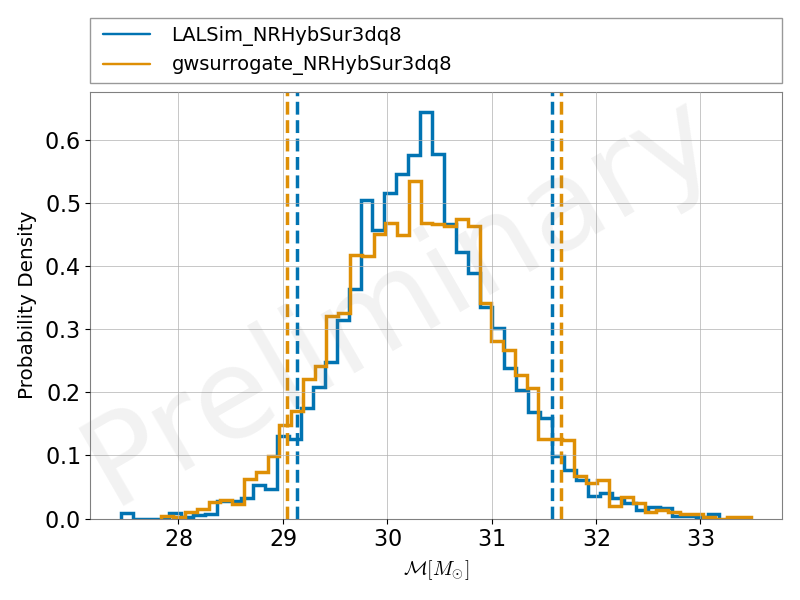 LALSim_NRHybSur3dq8
gwsurrogate_NRHybSur3dq8
Preliminary
Probability Density
0.6
0.5
0.4
0.3
0.2
0.1
0.0
28 29 30 31 32 33
ℳ[M⊙]